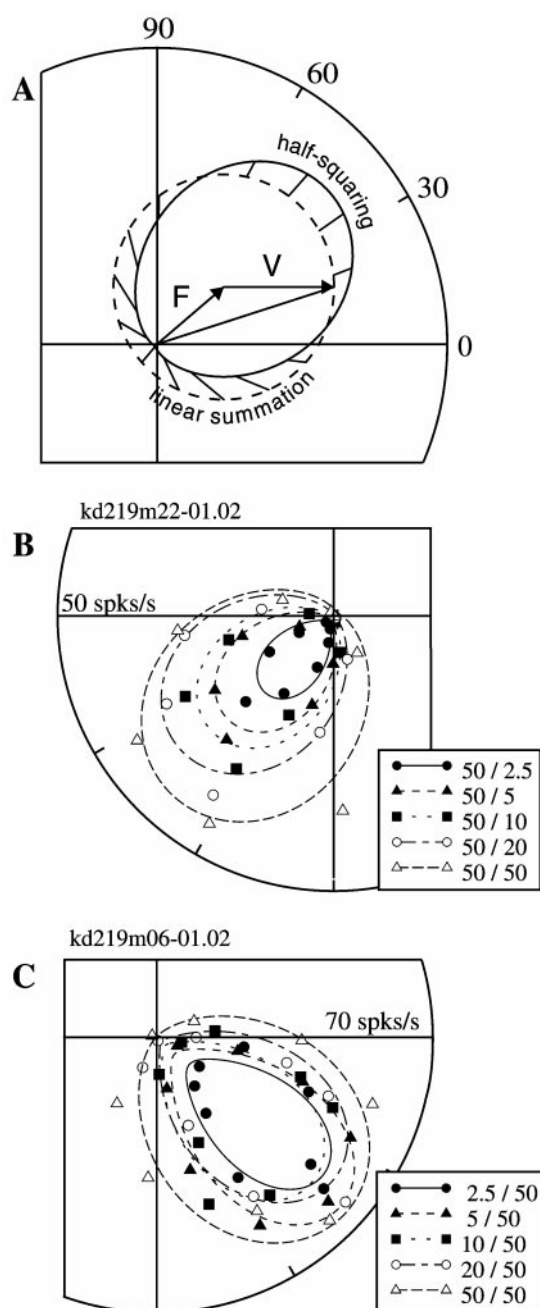 90
60
A
half-squaring
30
V
F
0
linear summation
kd219m22-01.02
B
50 spks/s
50 / 2.5
50 / 5
50 / 10
50 / 20
50 / 50
kd219m06-01.02
C
70 spks/s
2.5 / 50
5 / 50
10 / 50
20 / 50
50 / 50